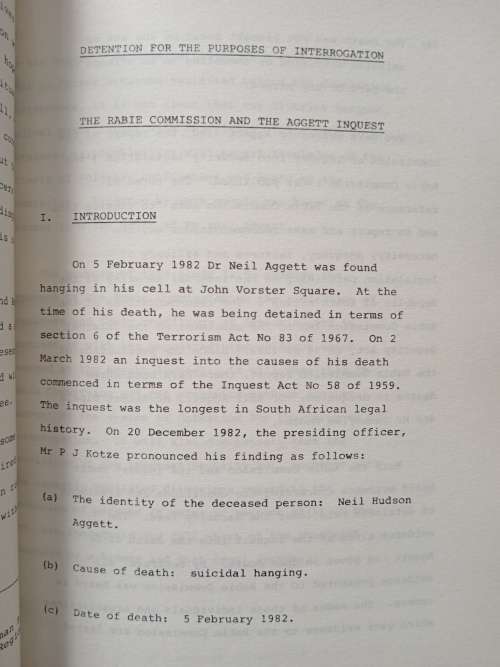 DETENTION FOR THE PURPOSES OF INTERROGATION
THE RABIE COMMISSION AND THE AGGETT INQUEST
I. INTRODUCTION
On 5 February 1982 Dr Neil Aggett was found
hanging in his cell at John Vorster Square. At the
time of his death, he was being detained in terms of
section 6 of the Terrorism Act No 83 of 1967. On 2
March 1982 an inquest into the causes of his death
commenced in terms of the Inquest Act No 58 of 1959.
The inquest was the longest in South African legal
history. On 20 December 1982, the presiding officer,
Mr P J Kotze pronounced his finding as follows:
(a) The identity of the deceased person: Neil Hudson
Aggett.
(b) Cause of death: suicidal hanging.
(c) Date of death: 5 February 1982.